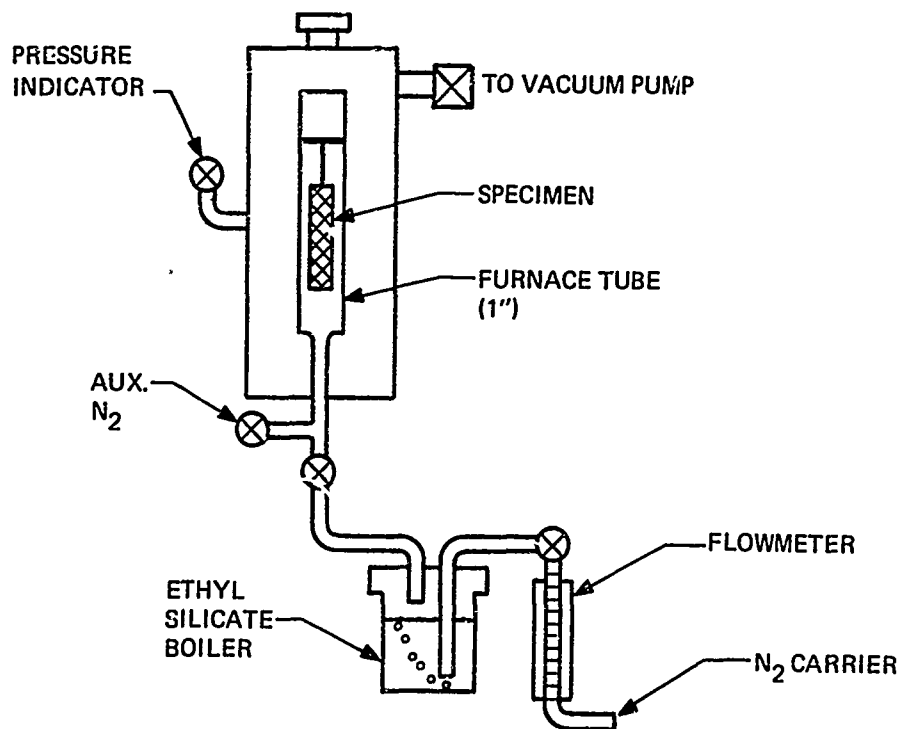 PRESSURE
INDICATOR
TO VACUUM PUMP
SPECIMEN
FURNACE TUBE
(1")
AUX.
N2
FLOWMETER
ETHYL
SILICATE
BOILER
N2 CARRIER